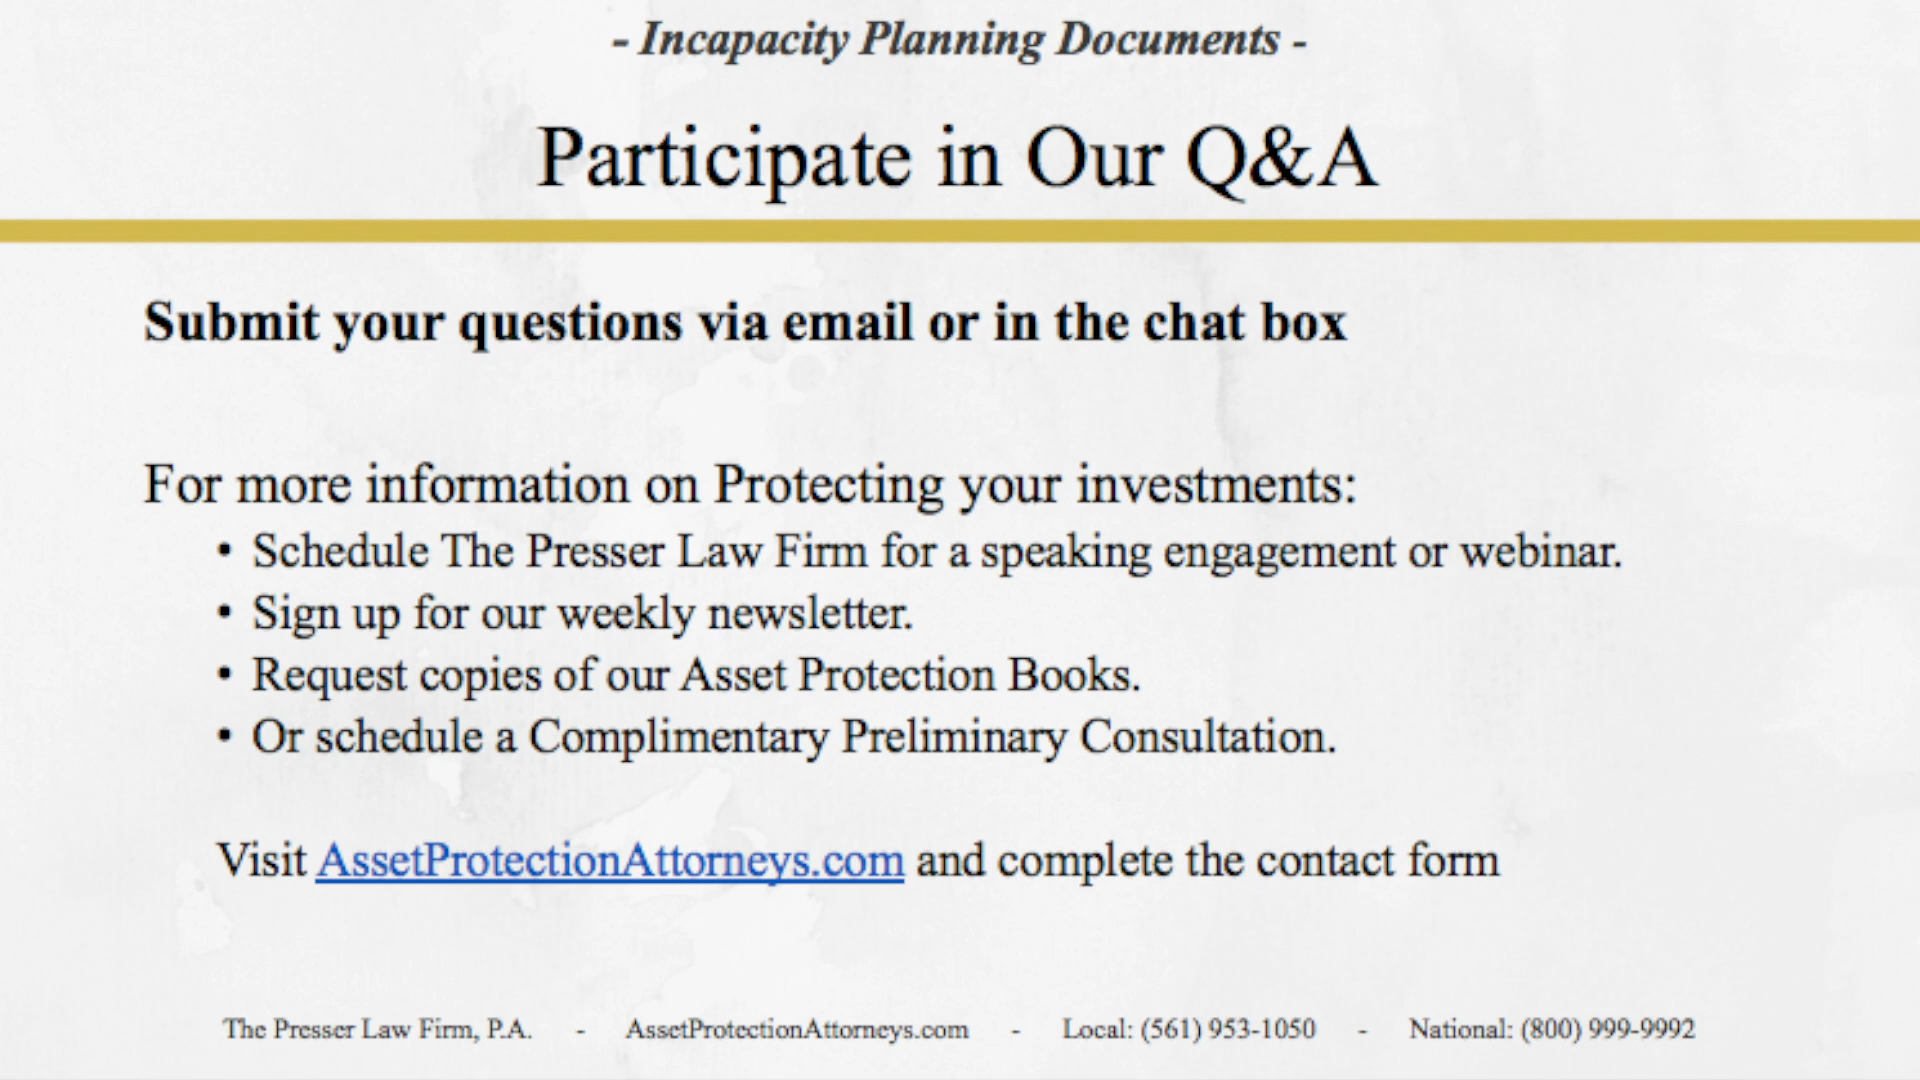 - Incapacity Planning Documents -
Participate in Our Q&A
Submit your questions via email or in the chat box
For more information on Protecting your investments:
• Schedule The Presser Law Firm for a speaking engagement or webinar.
• Sign up for our weekly newsletter.
• Request copies of our Asset Protection Books.
• Or schedule a Complimentary Preliminary Consultation.
Visit AssetProtectionAttorneys.com and complete the contact form
The Presser Law Firm, P.A. - AssetProtectionAttorneys.com - Local: (561) 953-1050 - National: (800) 999-9992